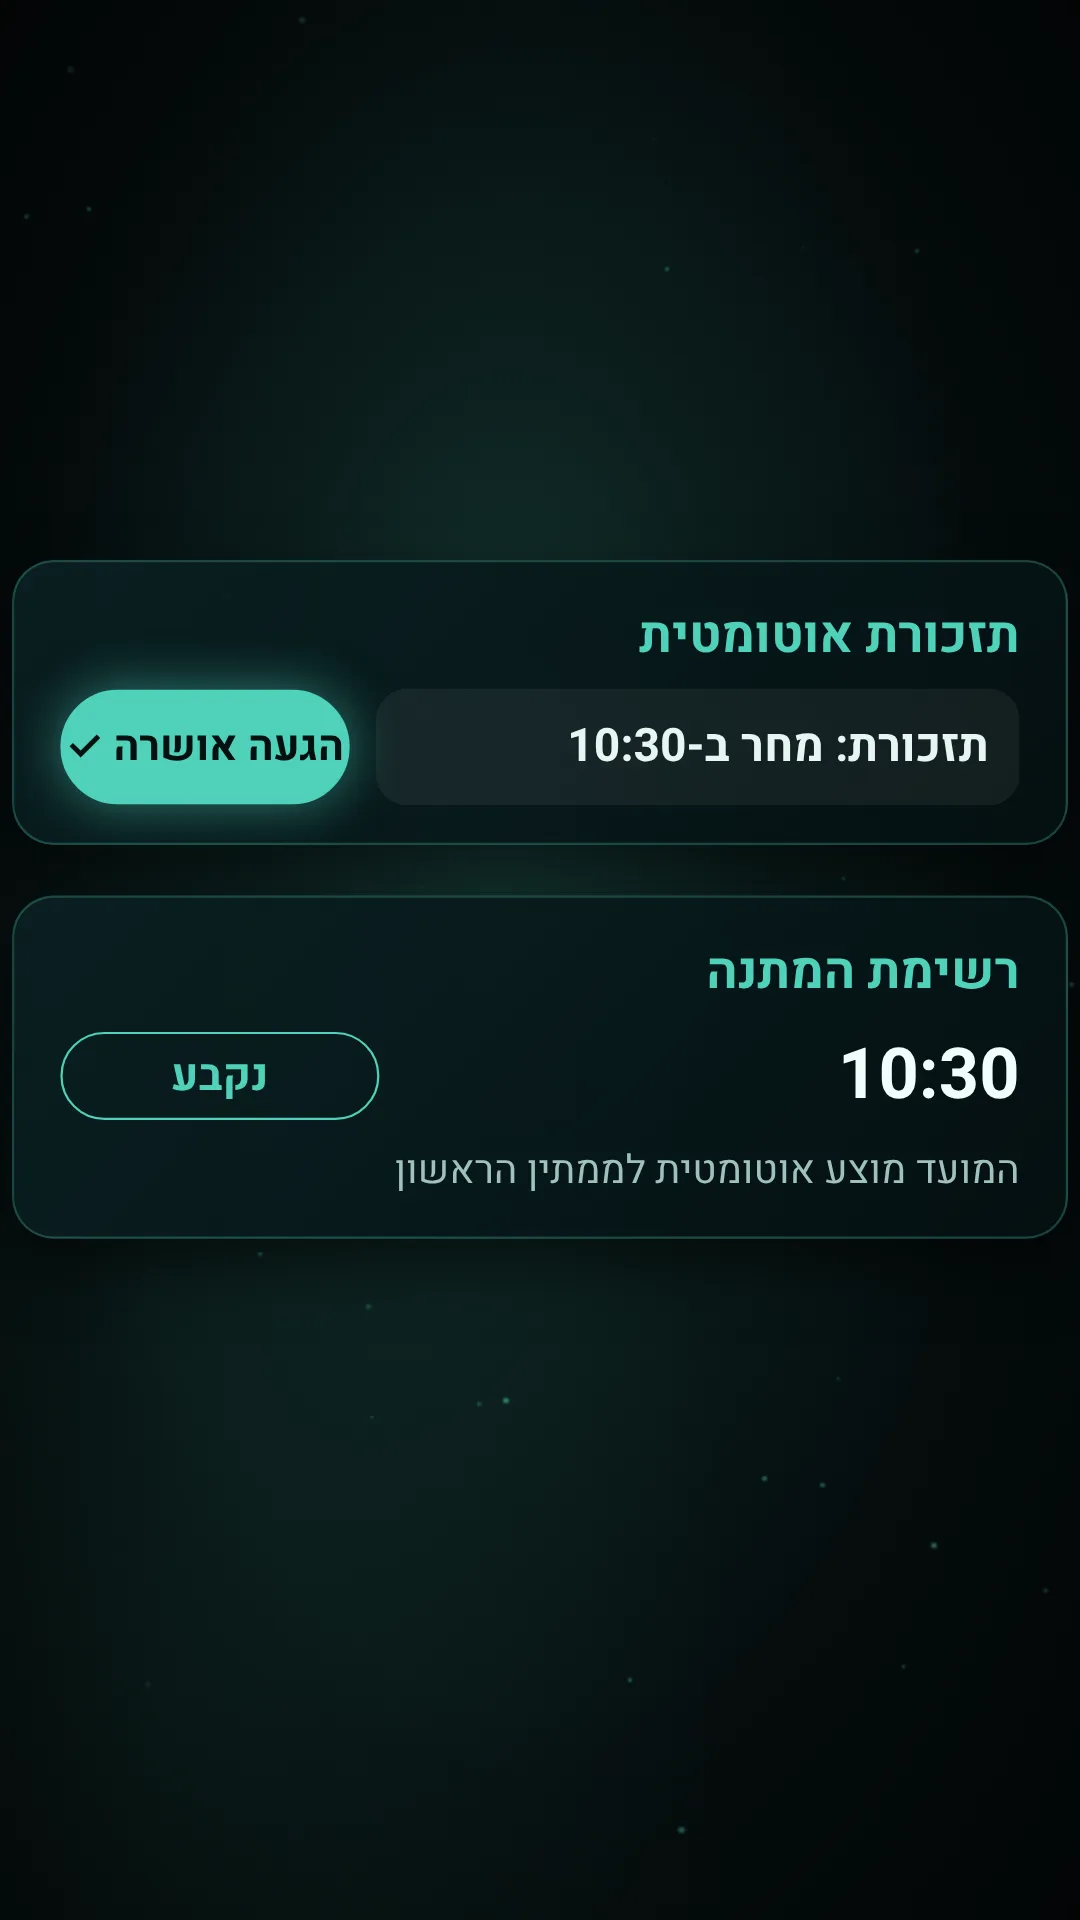 תזכורת אוטומטית
תזכורת: מחר ב-10:30
הגעה אושרה ✓
רשימת המתנה
10:30
נקבע
המועד מוצע אוטומטית לממתין הראשון